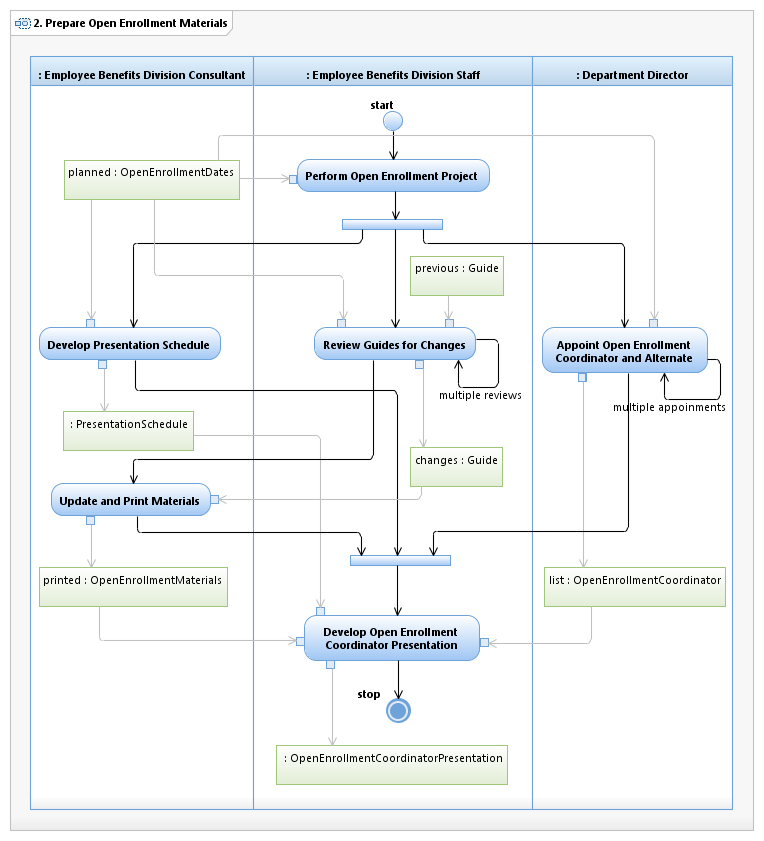 2. Prepare Open Enrollment Materials
: Employee Benefits Division Consultant
: Employee Benefits Division Staff
: Department Director
start
planned : OpenEnrollmentDates
Perform Open Enrollment Project
previous : Guide
Develop Presentation Schedule
Review Guides for Changes
Appoint Open Enrollment
Coordinator and Alternate
multiple reviews
multiple appoinments
: PresentationSchedule
changes : Guide
Update and Print Materials
printed : OpenEnrollmentMaterials
list : OpenEnrollmentCoordinator
Develop Open Enrollment
Coordinator Presentation
stop
: OpenEnrollmentCoordinatorPresentation